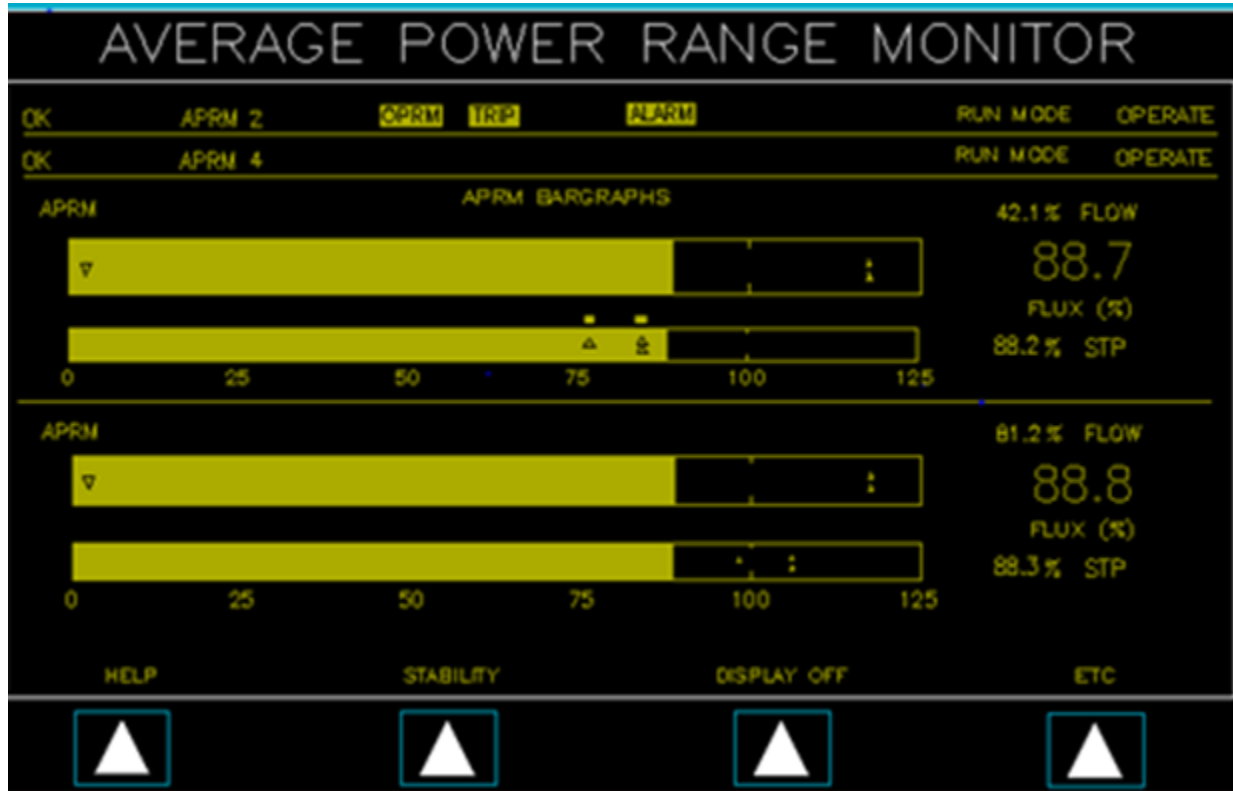 AVERAGE POWER RANGE MONITOR
OK APRM 2 OPRM TRIP ALARM RUN MODE OPERATE
OK APRM 4 RUN MODE OPERATE
APRM BARGRAPHS
APRM 42.1% FLOW
88.7
FLUX (%)
88.2% STP
0 25 50 75 100 125
APRM 81.2% FLOW
88.8
FLUX (%)
88.3% STP
0 25 50 75 100 125
HELP STABILITY DISPLAY OFF ETC